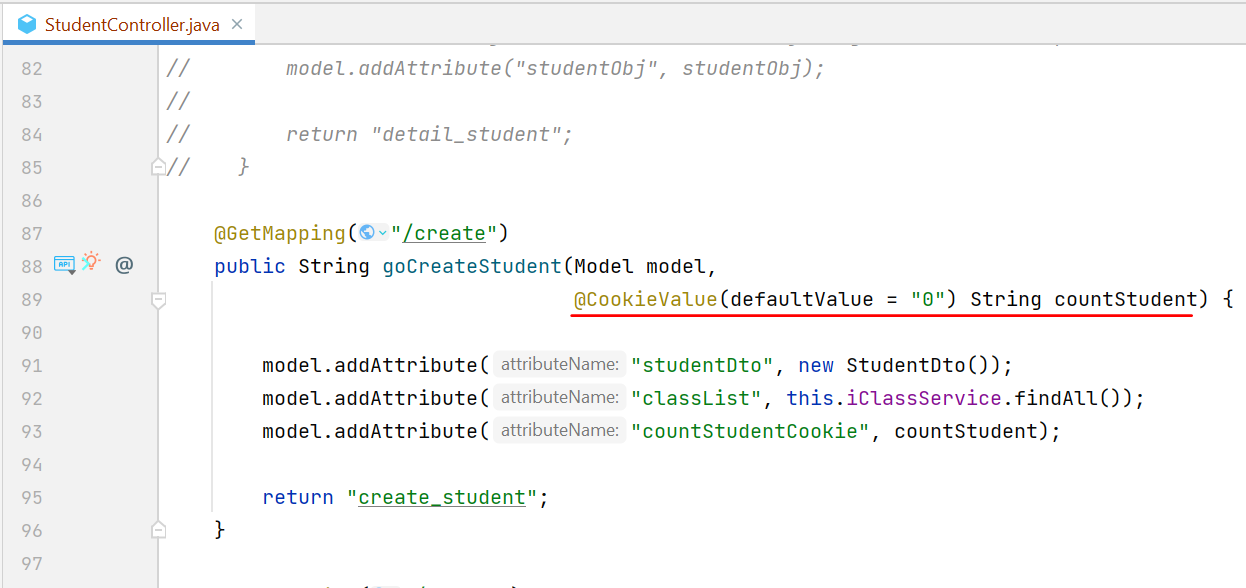 StudentController.java
82 // model.addAttribute("studentObj", studentObj);
83 //
84 // return "detail_student";
85 // }
86
87 @GetMapping("/create")
88 API @ public String goCreateStudent(Model model,
89 @CookieValue(defaultValue = "0") String countStudent) {
90
91 model.addAttribute( attributeName: "studentDto", new StudentDto());
92 model.addAttribute( attributeName: "classList", this.iClassService.findAll());
93 model.addAttribute( attributeName: "countStudentCookie", countStudent);
94
95 return "create_student";
96 }
97